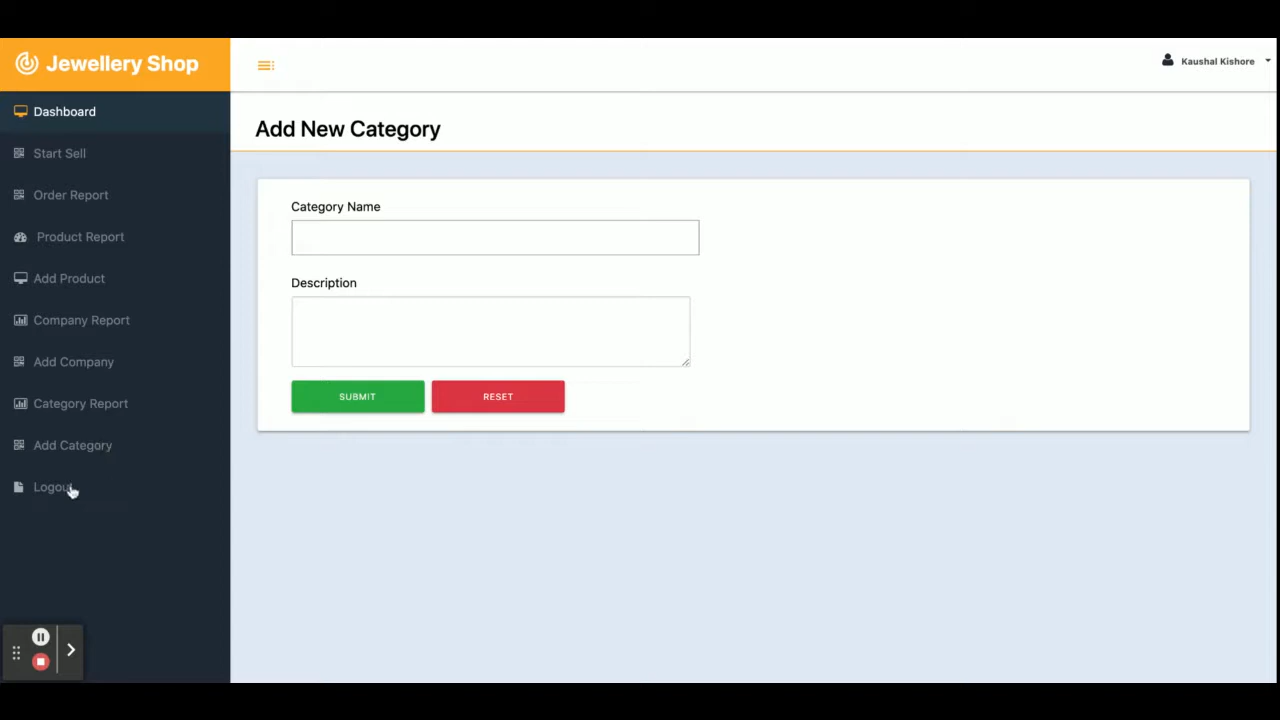 Jewellery Shop
Kaushal Kishore
Dashboard
Start Sell
Order Report
Product Report
Add Product
Company Report
Add Company
Category Report
Add Category
Logout
Add New Category
Category Name
Description
SUBMIT
RESET